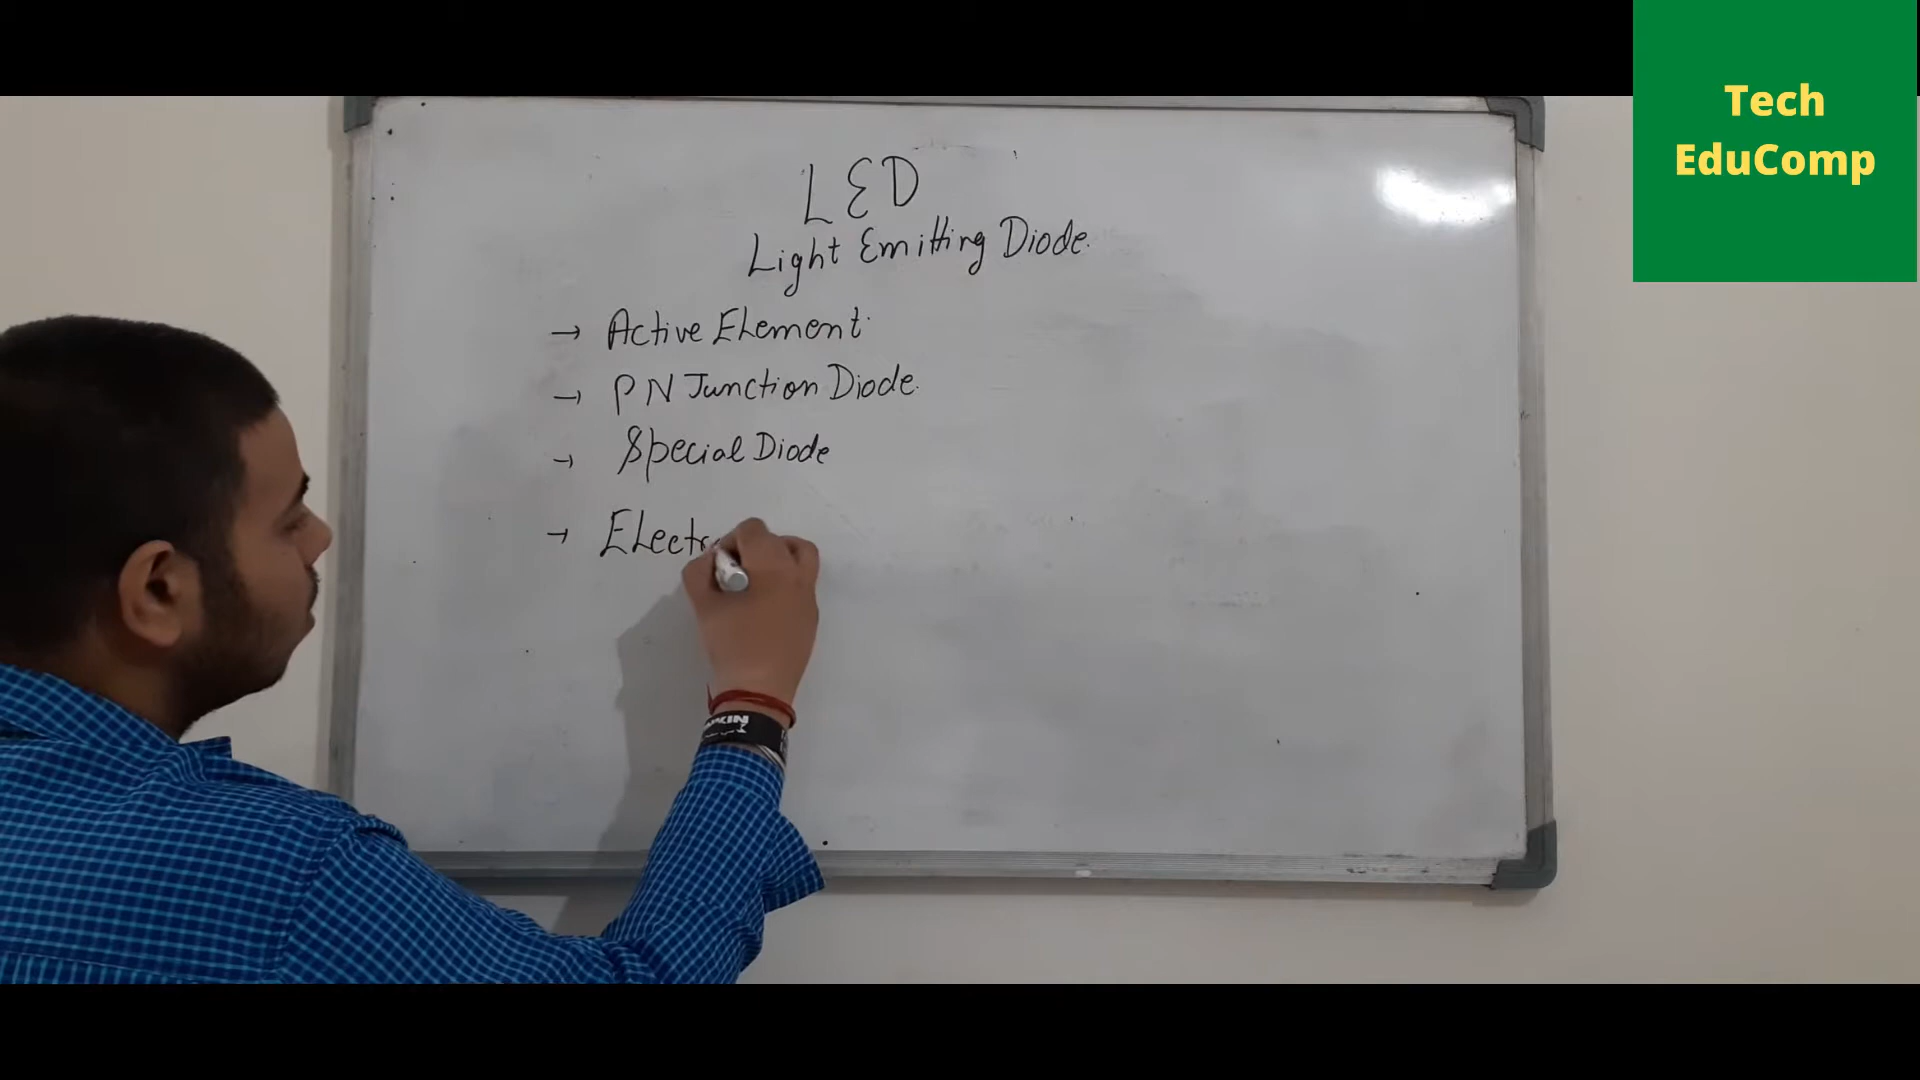 Tech
EduComp
LED
Light Emitting Diode.
→ Active Element.
→ PN Junction Diode.
→ Special Diode
→ Electr